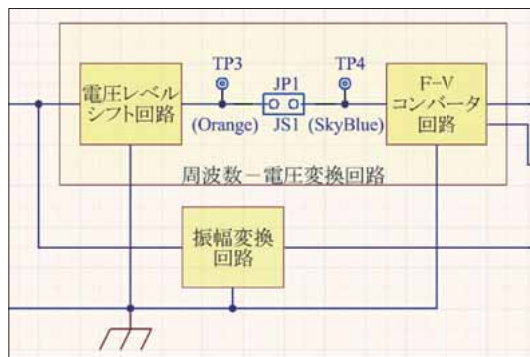 TP3
TP4
JP1
電圧レベル
シフト回路
F-V
コンバータ
回路
(Orange)
JS1
(SkyBlue)
周波数－電圧変換回路
振幅変換
回路